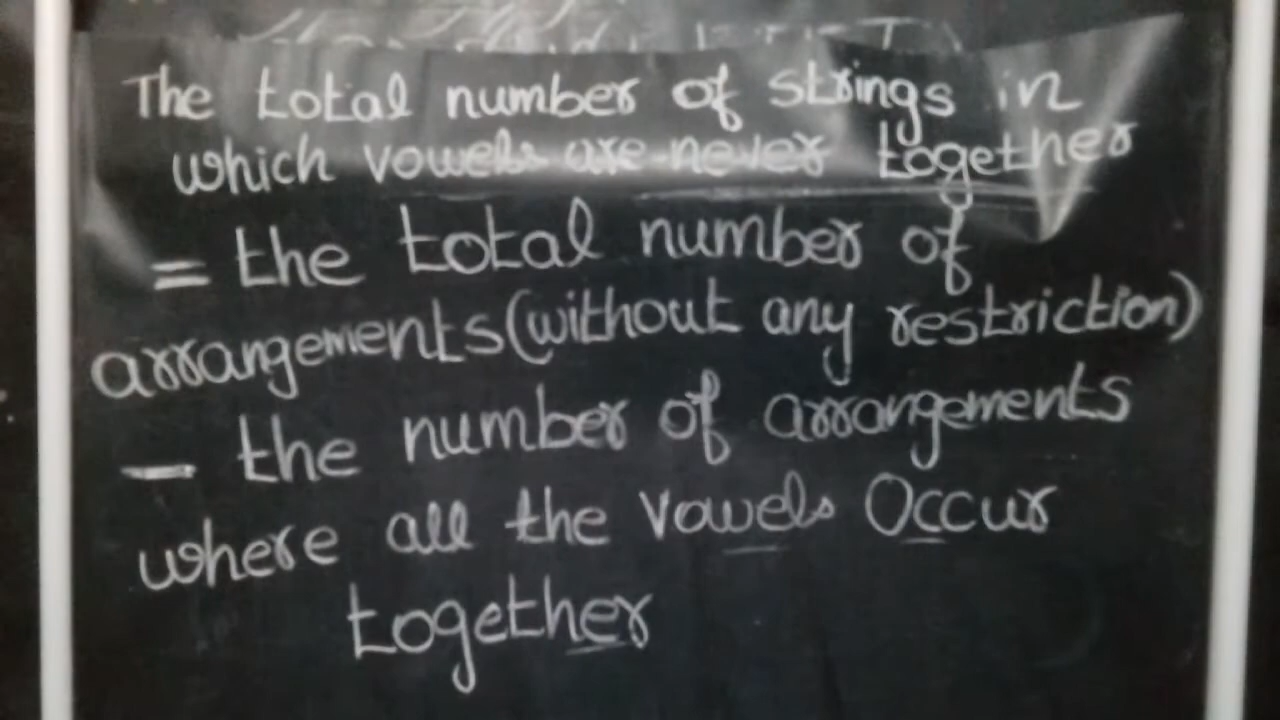 The total number of strings in
which vowels are never together
= the total number of
arrangements(without any restriction)
- the number of arrangements
where all the vowels occur
together